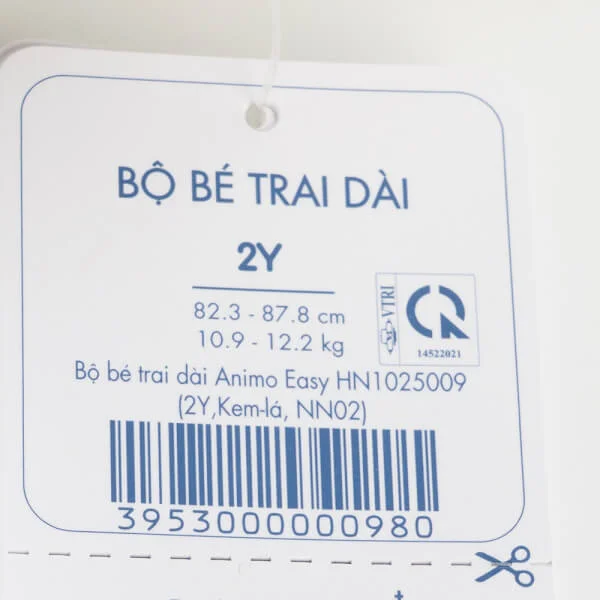 BỘ BÉ TRAI DÀI
2Y
82.3 - 87.8 cm
10.9 - 12.2 kg
VTRI
14522021
Bộ bé trai dài Animo Easy HN1025009
(2Y,Kem-lá, NN02)
3953000000980